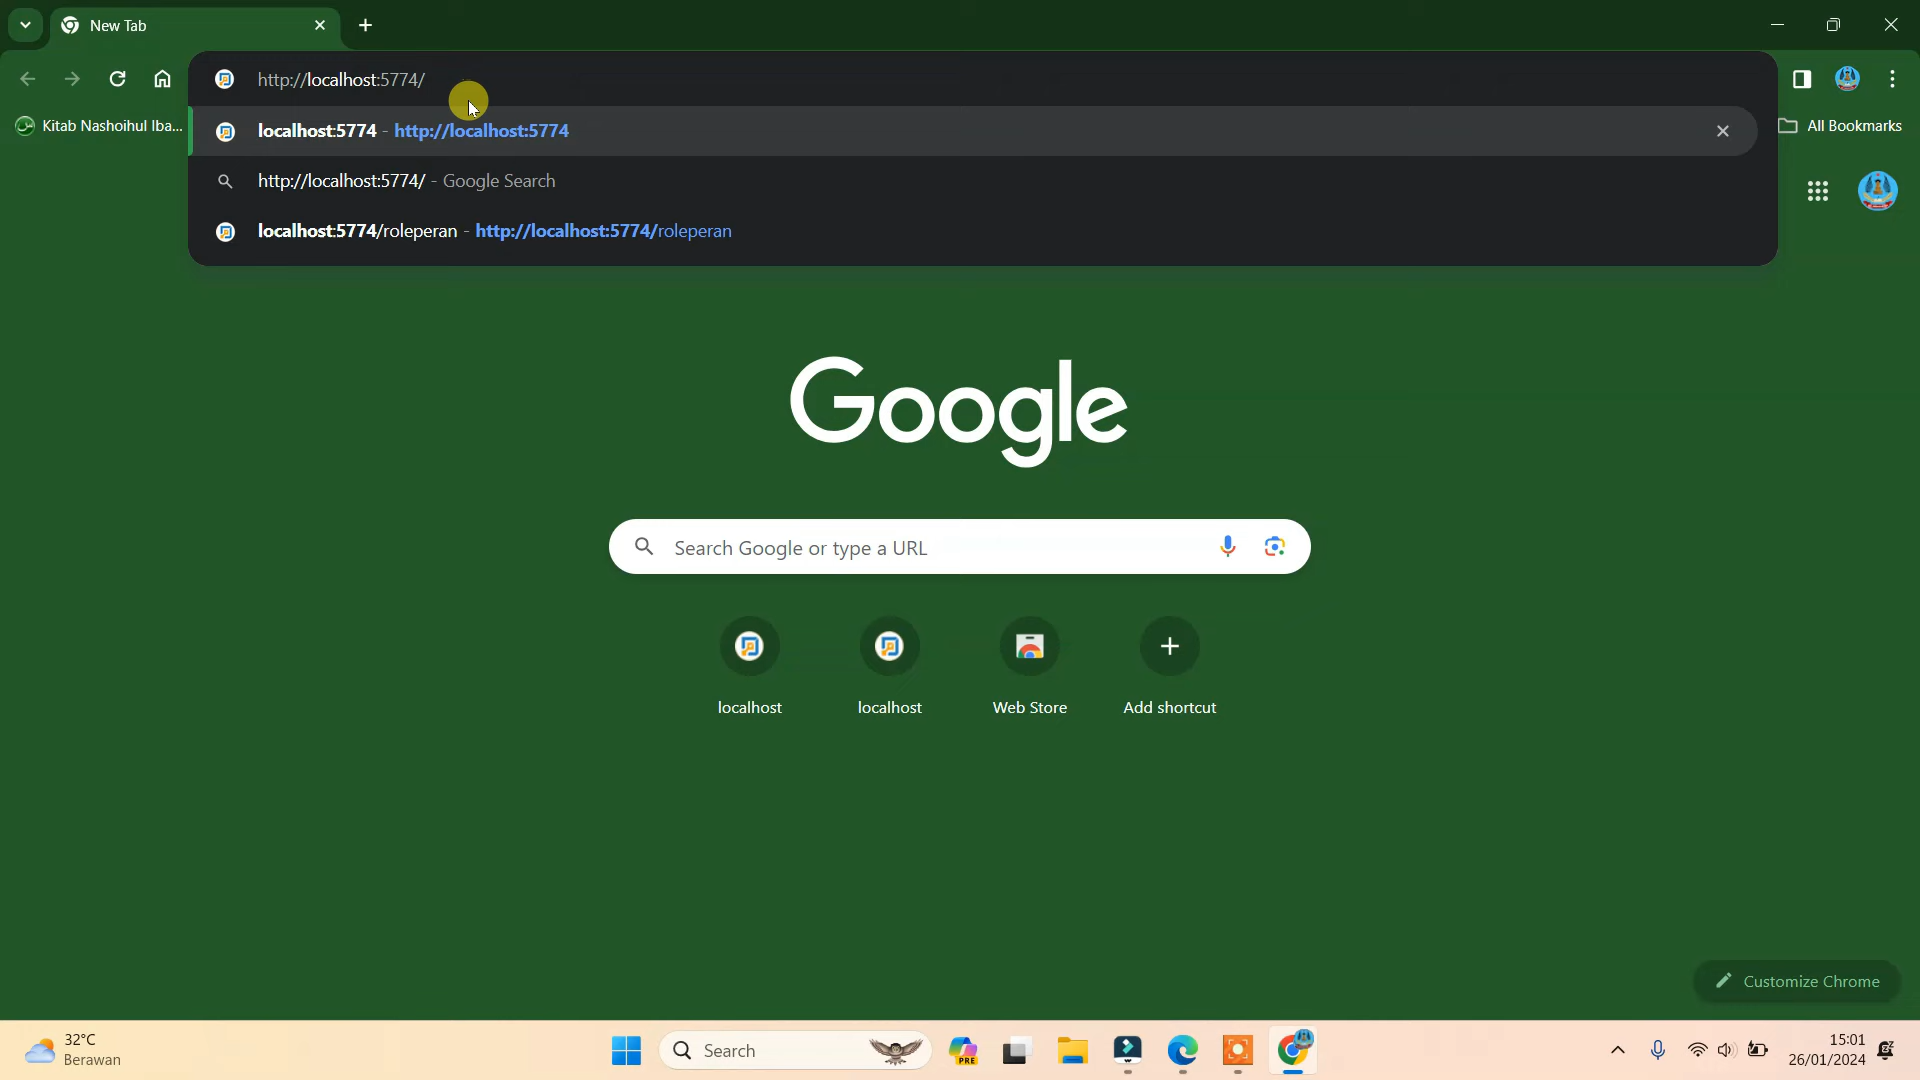 New Tab
http://localhost:5774/
Kitab Nashoihul Iba...
localhost:5774 - http://localhost:5774
All Bookmarks
http://localhost:5774/ - Google Search
localhost:5774/roleperan - http://localhost:5774/roleperan
Google
Search Google or type a URL
localhost
localhost
Web Store
Add shortcut
Customize Chrome
32°C
Berawan
Search
PRE
15:01
26/01/2024